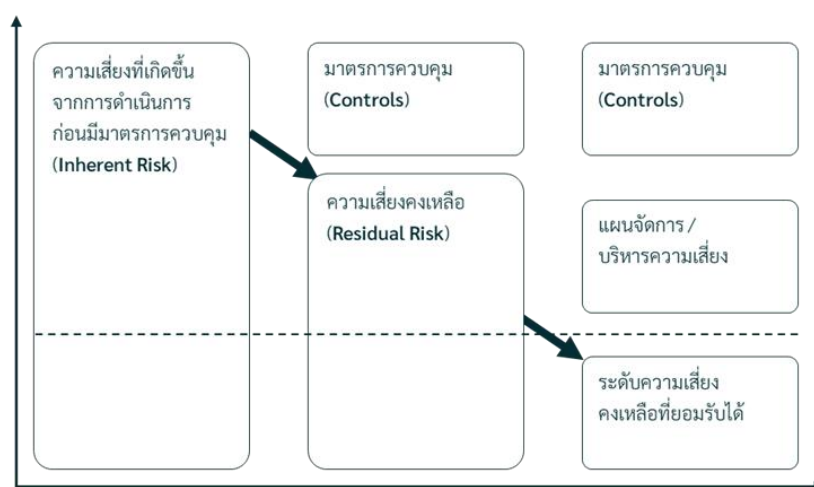 ความเสี่ยงที่เกิดขึ้น
จากการดำเนินการ
ก่อนมีมาตรการควบคุม
(Inherent Risk)
มาตรการควบคุม
(Controls)
ความเสี่ยงคงเหลือ
(Residual Risk)
มาตรการควบคุม
(Controls)
แผนจัดการ /
บริหารความเสี่ยง
ระดับความเสี่ยง
คงเหลือที่ยอมรับได้